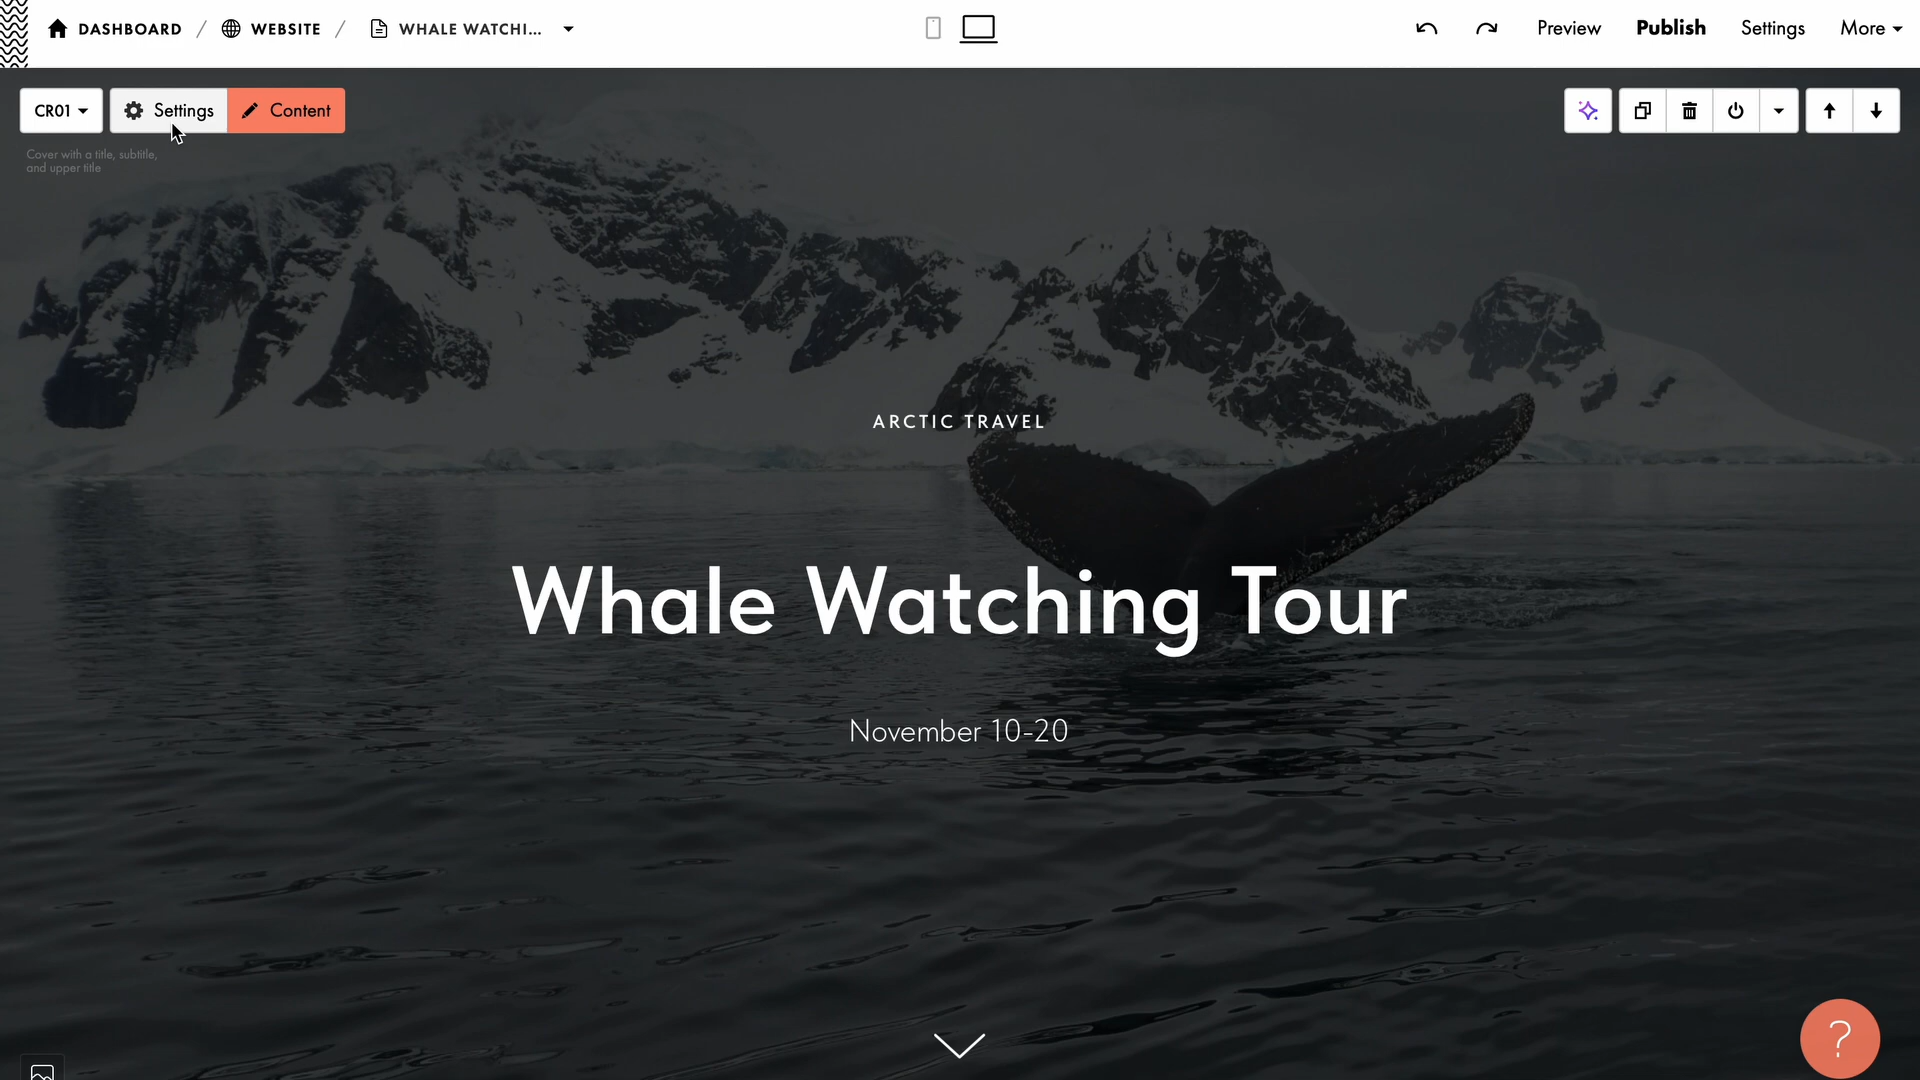 DASHBOARD / WEBSITE / WHALE WATCHI...
Preview
Publish
Settings
More
CR01
Settings
Content
Cover with a title, subtitle,
and upper title
ARCTIC TRAVEL
Whale Watching Tour
November 10-20
?